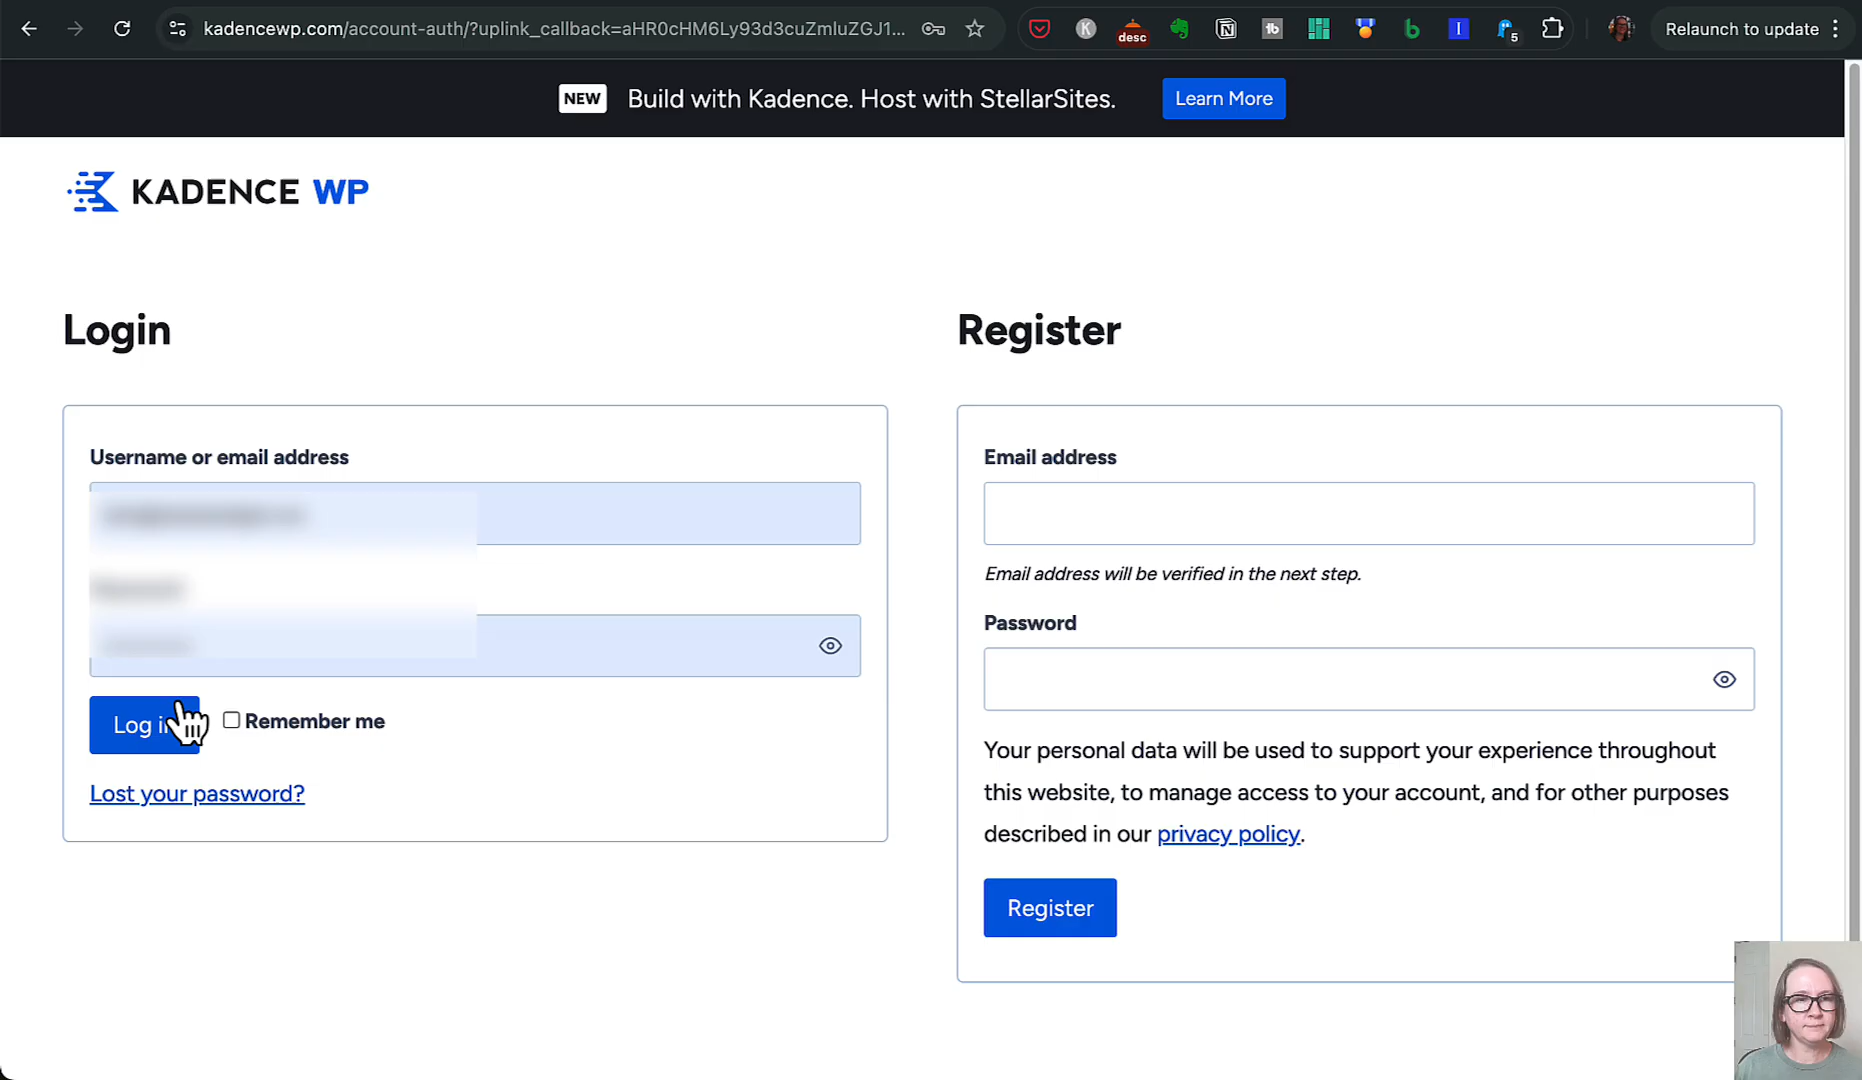 kadencewp.com/account-auth/?uplink_callback=aHR0cHM6Ly93d3cuZmluZGJ1...
desc
5
Relaunch to update
NEW Build with Kadence. Host with StellarSites. Learn More
KADENCE WP
Login
Username or email address
Log in
Remember me
Lost your password?
Register
Email address
Email address will be verified in the next step.
Password
Your personal data will be used to support your experience throughout
this website, to manage access to your account, and for other purposes
described in our privacy policy.
Register